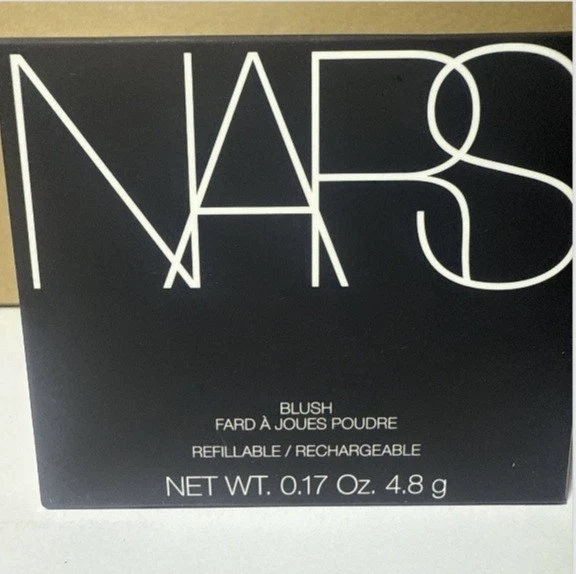 NARS
BLUSH
FARD À JOUES POUDRE
REFILLABLE / RECHARGEABLE
NET WT. 0.17 Oz. 4.8 g